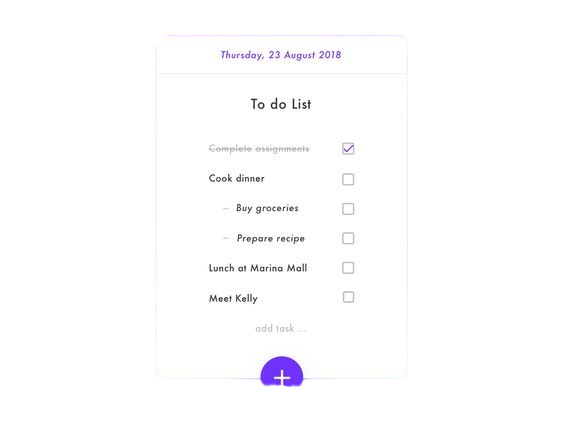 Thursday, 23 August 2018
To do List
Complete assignments
Cook dinner
– Buy groceries
– Prepare recipe
Lunch at Marina Mall
Meet Kelly
add task ...
+